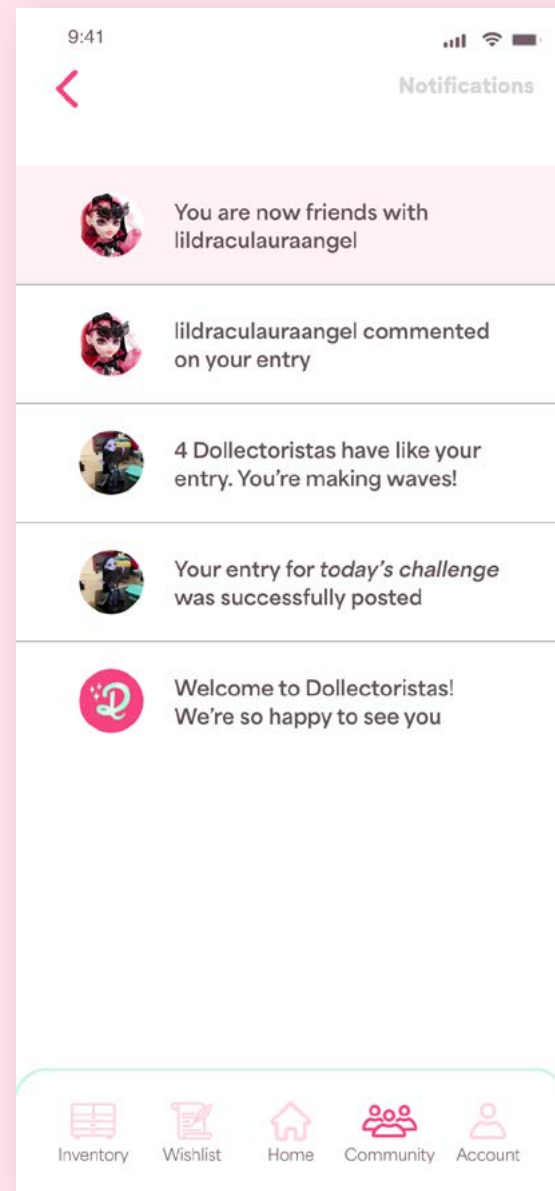 9:41
Notifications
You are now friends with
lildraculauraangel
lildraculauraangel commented
on your entry
4 Dollectoristas have like your
entry. You're making waves!
Your entry for today's challenge
was successfully posted
D
Welcome to Dollectoristas!
We're so happy to see you
Inventory
Wishlist
Home
Community
Account